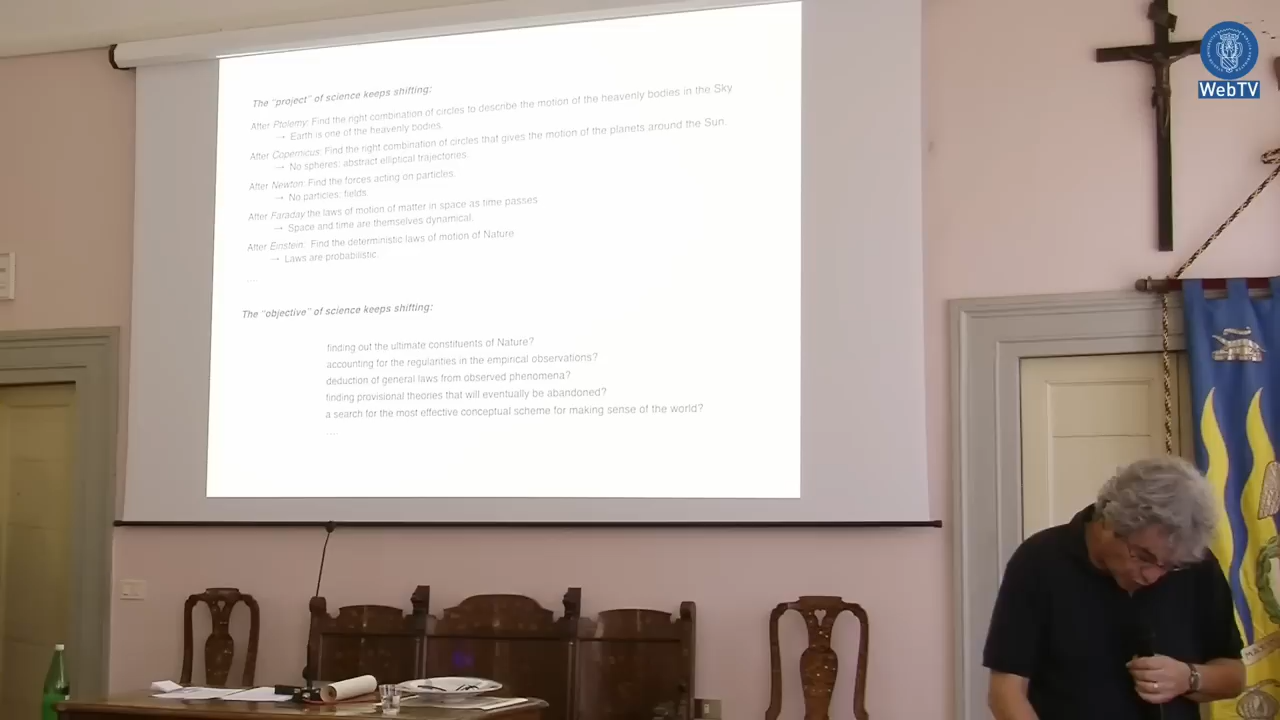 The "project" of science keeps shifting:
After Ptolemy: Find the right combination of circles to describe the motion of the heavenly bodies in the Sky
→ Earth is one of the heavenly bodies.
After Copernicus: Find the right combination of circles that gives the motion of the planets around the Sun.
→ No spheres: abstract elliptical trajectories
After Newton: Find the forces acting on particles.
→ No particles: fields.
After Faraday the laws of motion of matter in space as time passes
→ Space and time are themselves dynamical.
After Einstein: Find the deterministic laws of motion of Nature
→ Laws are probabilistic.
....
The "objective" of science keeps shifting:
finding out the ultimate constituents of Nature?
accounting for the regularities in the empirical observations?
deduction of general laws from observed phenomena?
finding provisional theories that will eventually be abandoned?
a search for the most effective conceptual scheme for making sense of the world?
....
WebTV